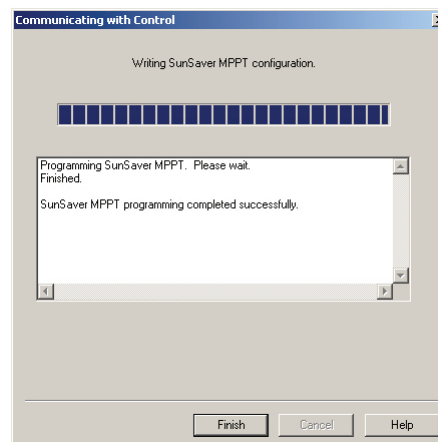 Communicating with Control
Writing SunSaver MPPT configuration.
Programming SunSaver MPPT. Please wait.
Finished.
SunSaver MPPT programming completed successfully.
Finish Cancel Help